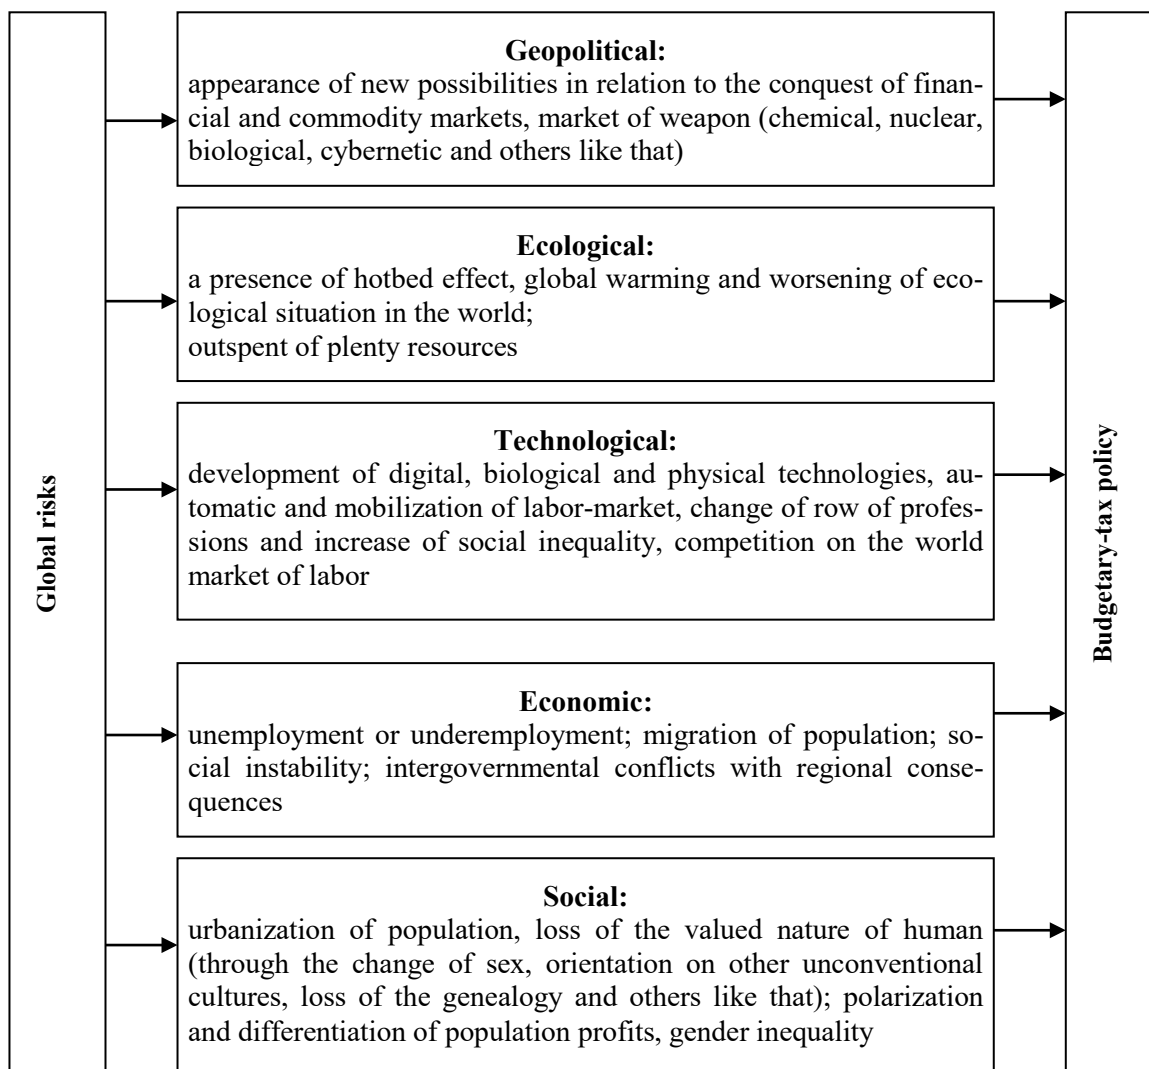 Global risks
Geopolitical:
appearance of new possibilities in relation to the conquest of finan-
cial and commodity markets, market of weapon (chemical, nuclear,
biological, cybernetic and others like that)
Ecological:
a presence of hotbed effect, global warming and worsening of eco-
logical situation in the world;
outspent of plenty resources
Technological:
development of digital, biological and physical technologies, au-
tomatic and mobilization of labor-market, change of row of profes-
sions and increase of social inequality, competition on the world
market of labor
Economic:
unemployment or underemployment; migration of population; so-
cial instability; intergovernmental conflicts with regional conse-
quences
Social:
urbanization of population, loss of the valued nature of human
(through the change of sex, orientation on other unconventional
cultures, loss of the genealogy and others like that); polarization
and differentiation of population profits, gender inequality
Budgetary-tax policy